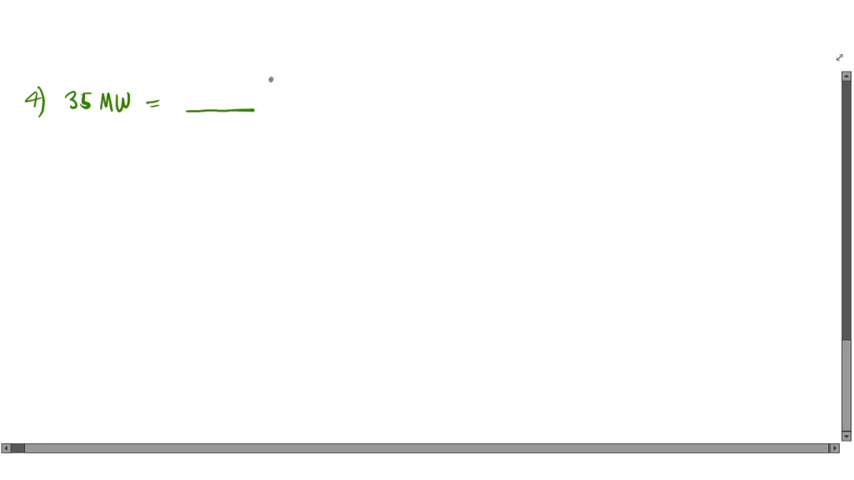 4) 35 MW = ____